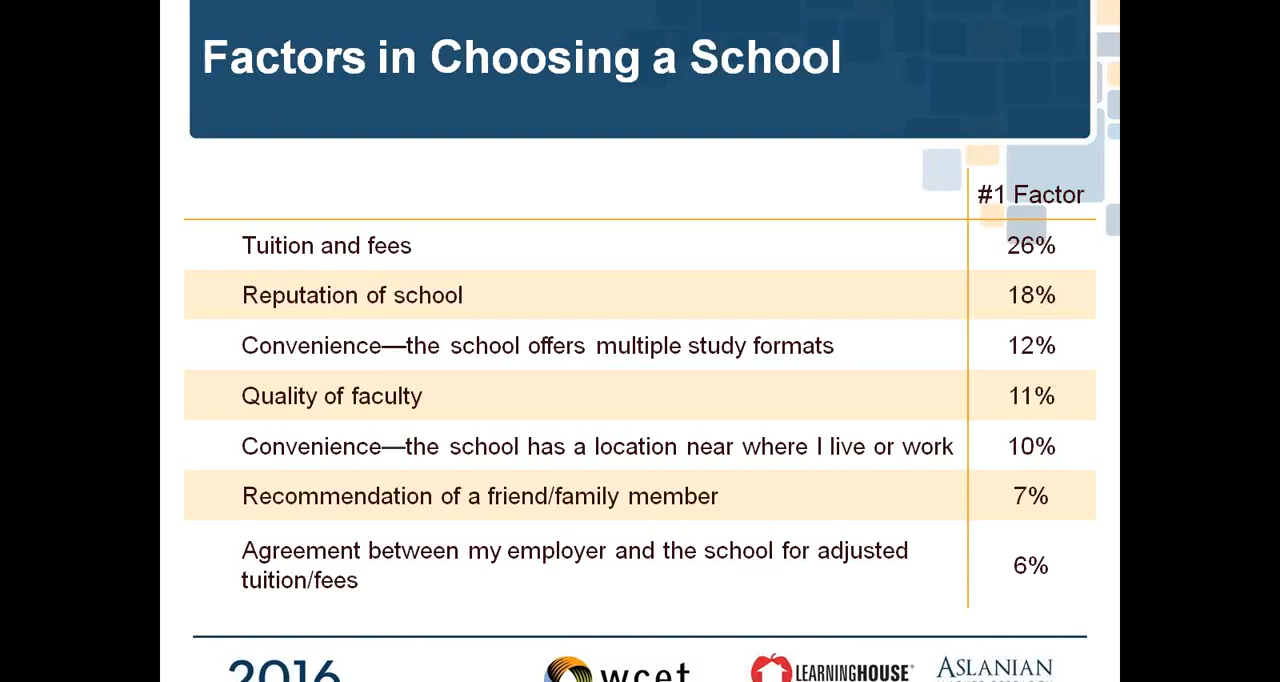 Factors in Choosing a School
#1 Factor
Tuition and fees 26%
Reputation of school 18%
Convenience—the school offers multiple study formats 12%
Quality of faculty 11%
Convenience—the school has a location near where I live or work 10%
Recommendation of a friend/family member 7%
Agreement between my employer and the school for adjusted
tuition/fees 6%
2016 wcet LEARNINGHOUSE® ASLANIAN